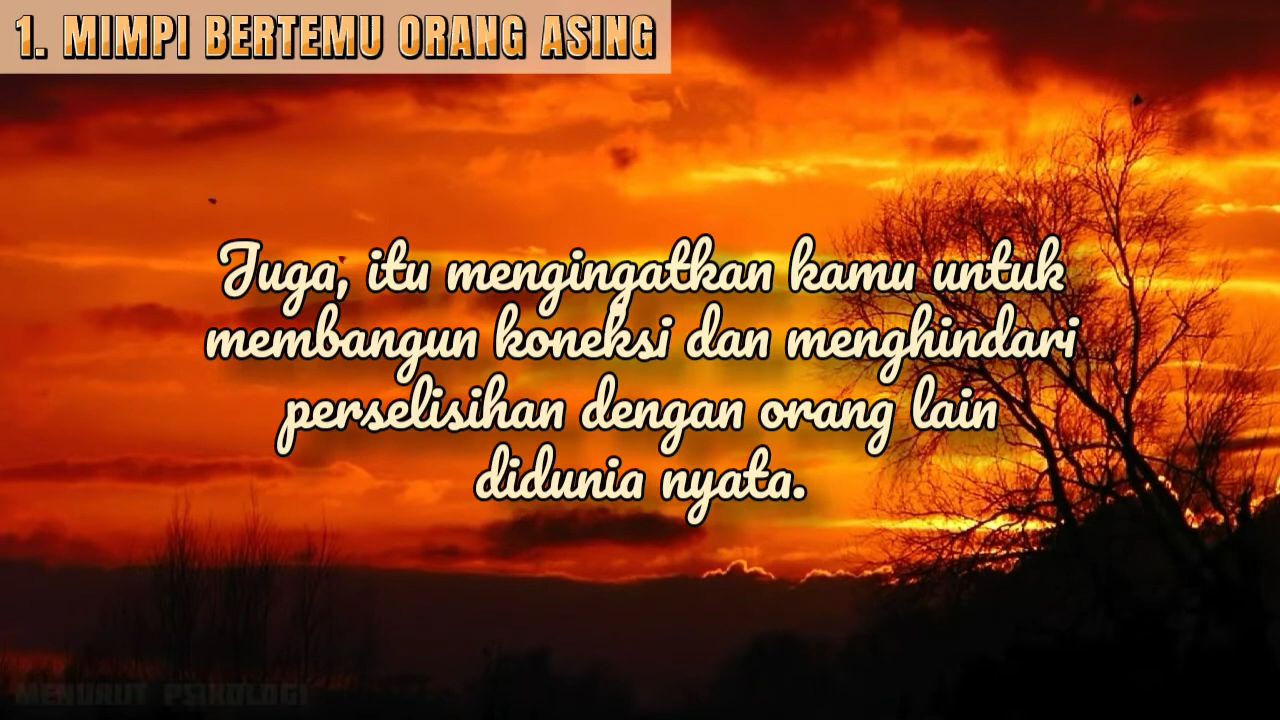 1. MIMPI BERTEMU ORANG ASING
Juga, itu mengingatkan kamu untuk
membangun koneksi dan menghindari
perselisihan dengan orang lain
didunia nyata.
MENURUT PSIKOLOGI